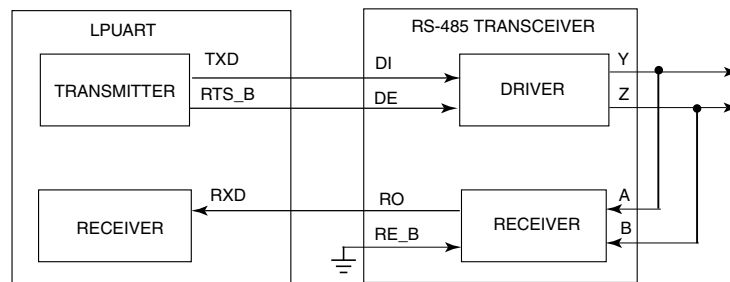 LPUART
RS-485 TRANSCEIVER
TXD
DI
Y
TRANSMITTER
DRIVER
RTS_B
DE
Z
RXD
RO
A
RECEIVER
RECEIVER
RE_B
B